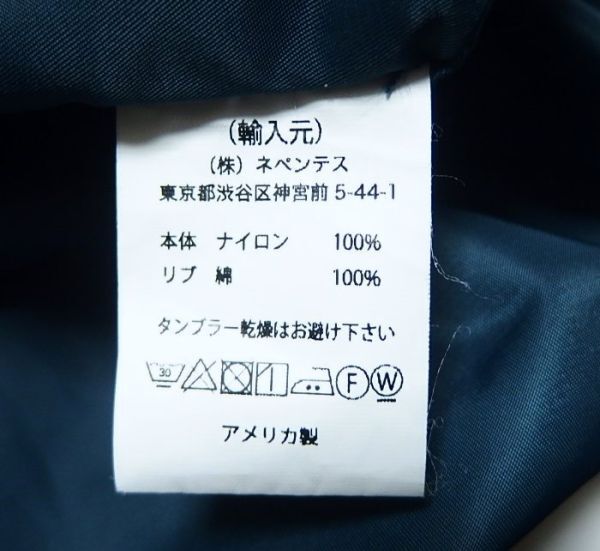 (輸入元)
(株) ネペンテス
東京都渋谷区神宮前 5-44-1
本体 ナイロン 100%
リブ 綿 100%
タンブラー乾燥はお避け下さい
30 F W
アメリカ製